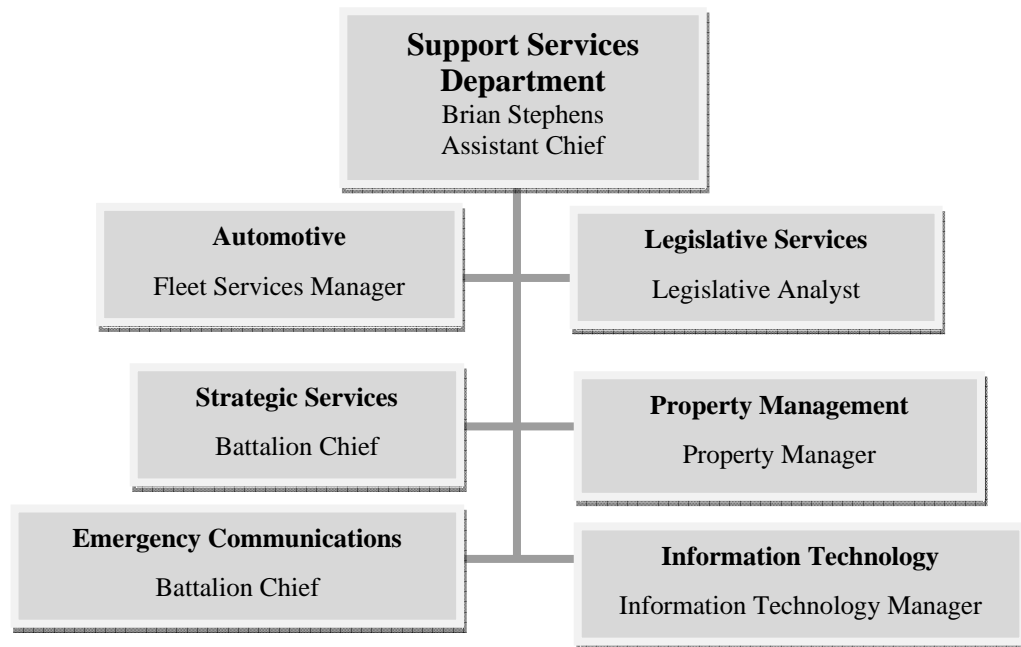 Support Services
Department
Brian Stephens
Assistant Chief
Automotive
Fleet Services Manager
Legislative Services
Legislative Analyst
Strategic Services
Battalion Chief
Property Management
Property Manager
Emergency Communications
Battalion Chief
Information Technology
Information Technology Manager